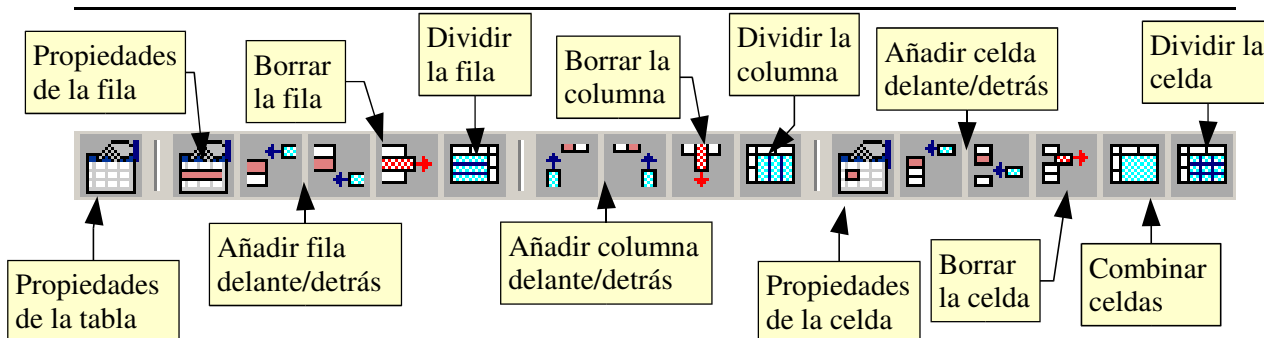 Propiedades
de la fila
Borrar
la fila
Dividir
la fila
Borrar la
columna
Dividir la
columna
Añadir celda
delante/detrás
Dividir la
celda
Propiedades
de la tabla
Añadir fila
delante/detrás
Añadir columna
delante/detrás
Propiedades
de la celda
Borrar
la celda
Combinar
celdas